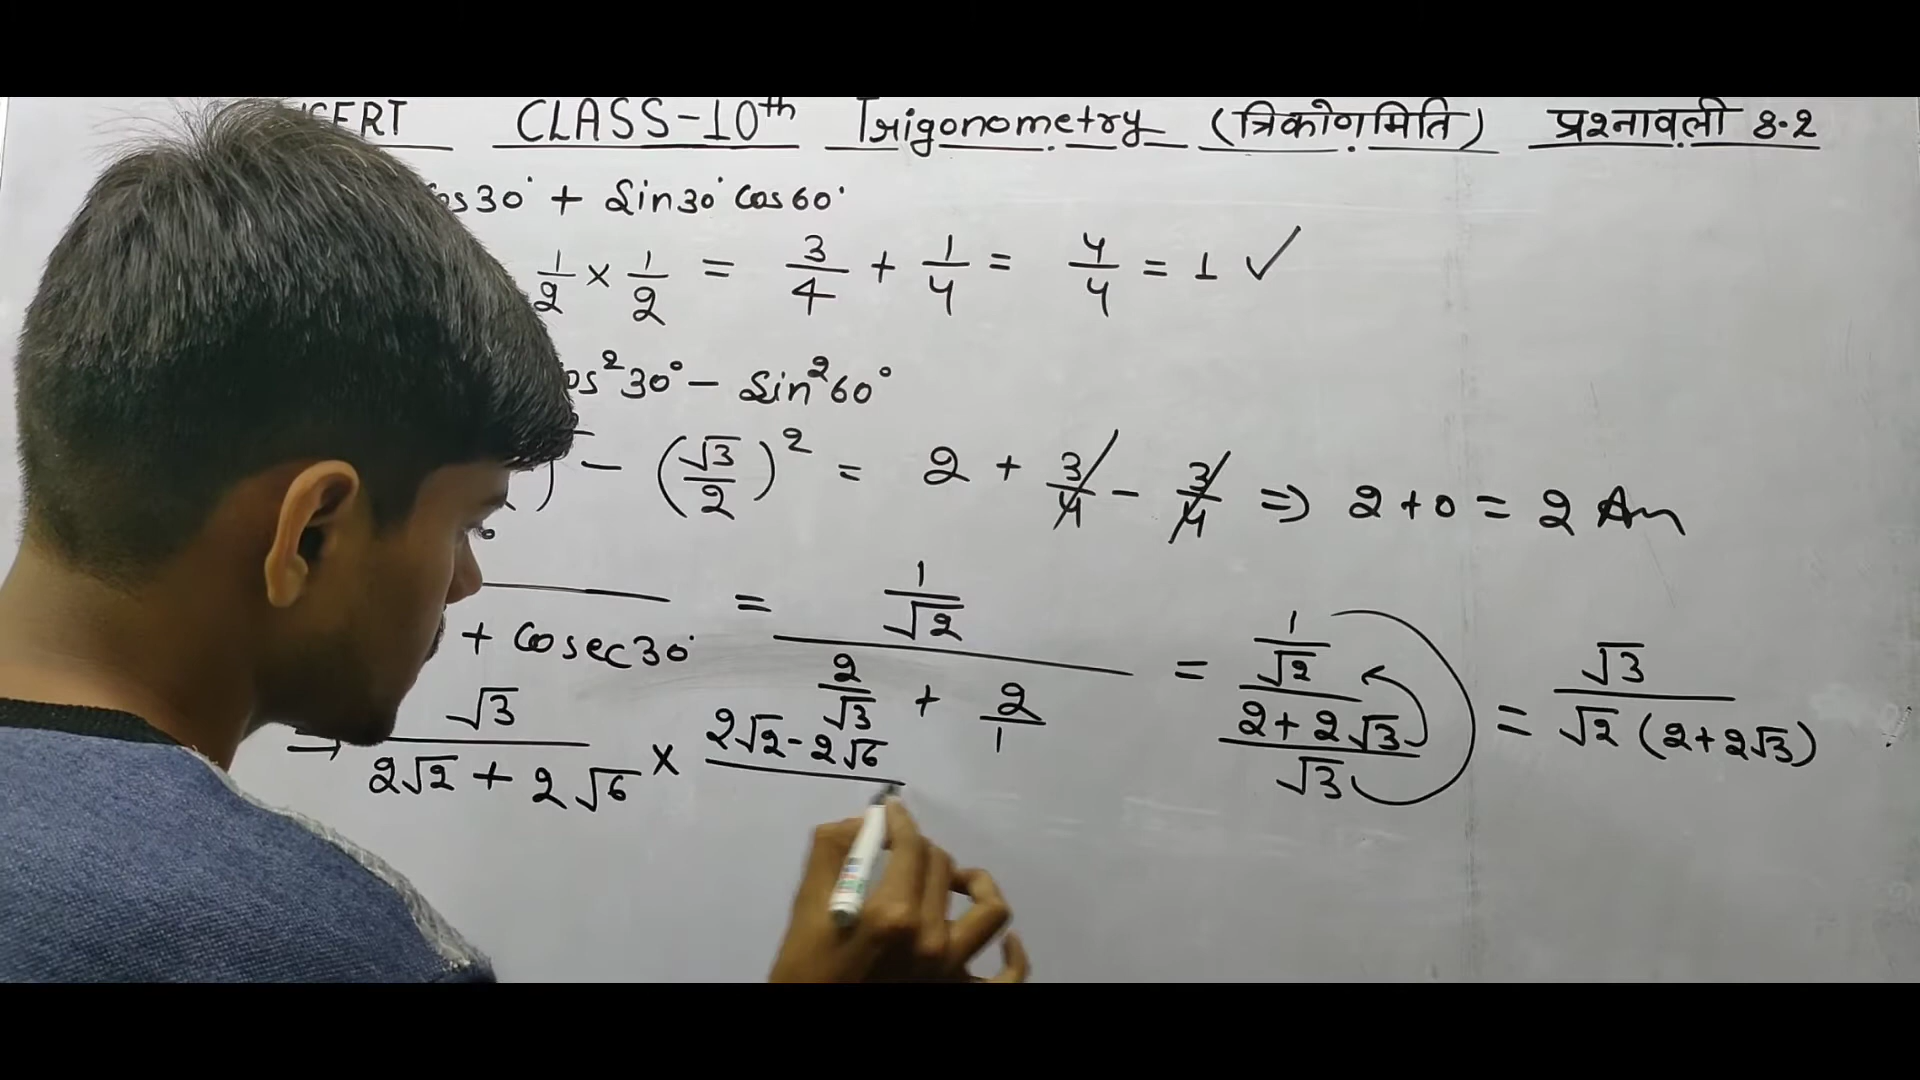 CLASS-10th Trigonometry (त्रिकोणमिति) प्रश्नावली 8.2
cos30° + Sin30° Cos60°
1/2 × 1/2 = 3/4 + 1/4 = 4/4 = 1 ✓
cos²30° - Sin²60°
- (√3/2)² = 2 + 3/4 - 3/4 => 2 + 0 = 2 An
+ cosec30° = (1/√2)/(2/√3 + 2/1) = (1/√2)/((2+2√3)/√3) = √3/(√2(2+2√3))
→ √3/(2√2 + 2√6) × 2√2 - 2√6